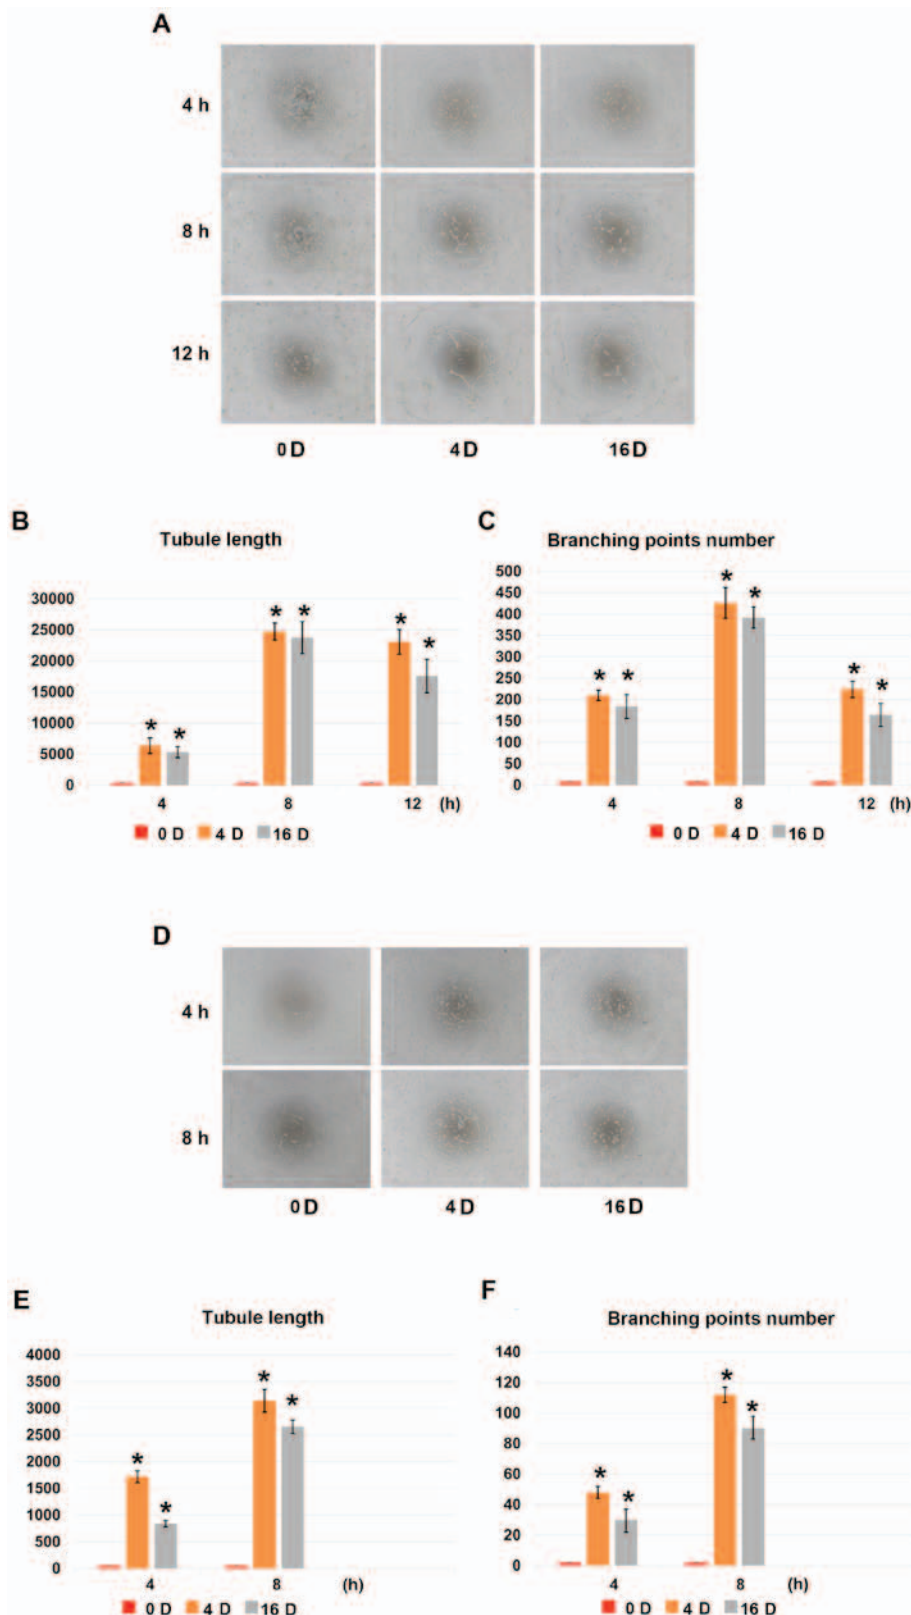 A
4 h
8 h
12 h
0 D 4 D 16 D
B
Tubule length
30000
25000
20000
15000
10000
5000
0
4 8 12 (h)
0 D 4 D 16 D
C
Branching points number
500
450
400
350
300
250
200
150
100
50
0
4 8 12 (h)
0 D 4 D 16 D
D
4 h
8 h
0 D 4 D 16 D
E
Tubule length
4000
3500
3000
2500
2000
1500
1000
500
0
4 8 (h)
0 D 4 D 16 D
F
Branching points number
140
120
100
80
60
40
20
0
4 8 (h)
0 D 4 D 16 D